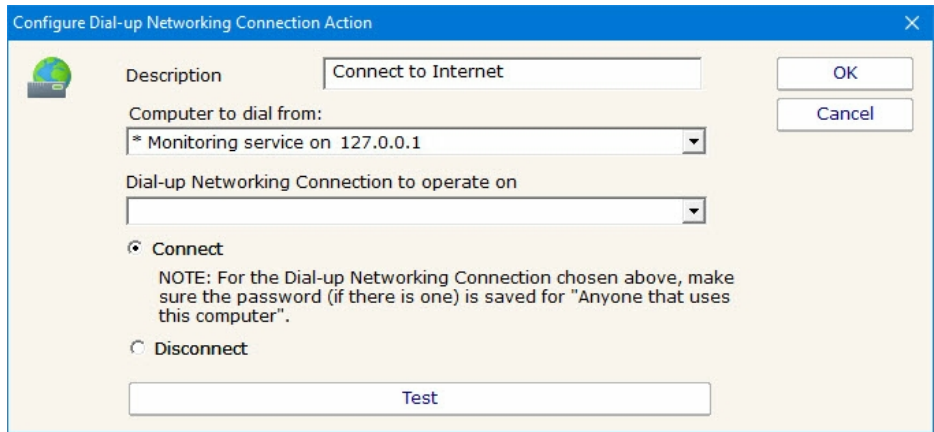 Configure Dial-up Networking Connection Action
Description
Connect to Internet
OK
Computer to dial from:
Cancel
* Monitoring service on 127.0.0.1
Dial-up Networking Connection to operate on
Connect
NOTE: For the Dial-up Networking Connection chosen above, make
sure the password (if there is one) is saved for "Anyone that uses
this computer".
Disconnect
Test